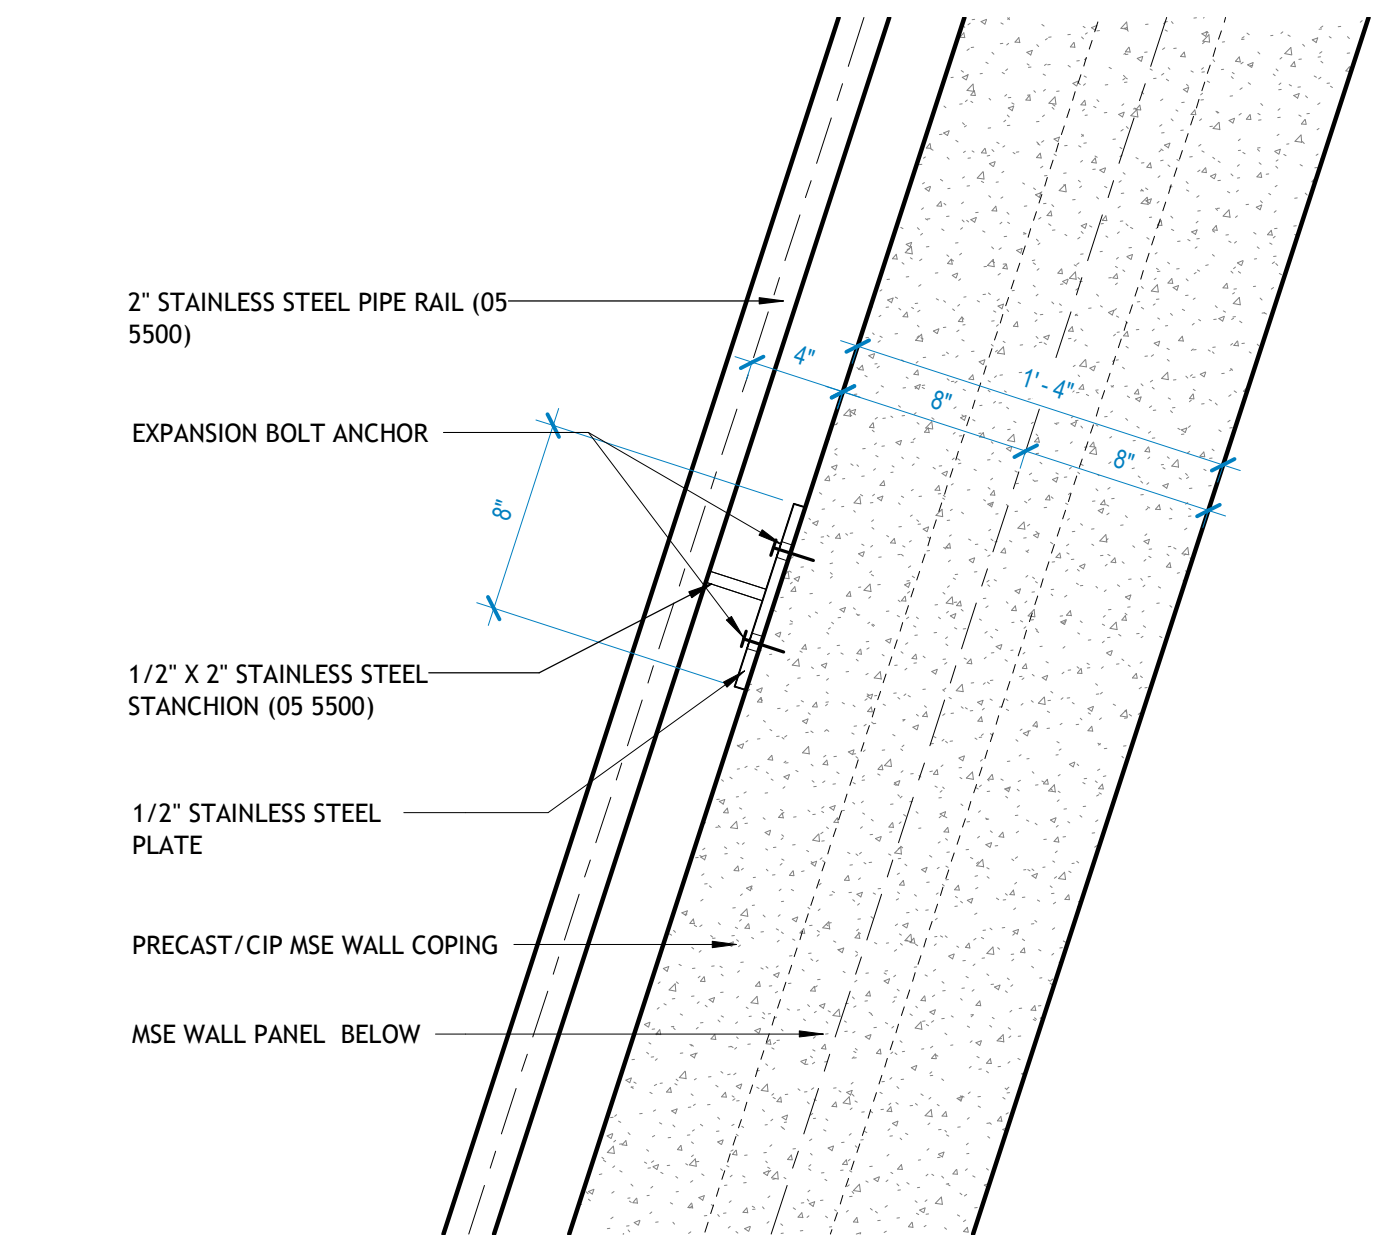 2" STAINLESS STEEL PIPE RAIL (05
5500)
4"
1' - 4"
8"
8"
EXPANSION BOLT ANCHOR
8"
1/2" X 2" STAINLESS STEEL
STANCHION (05 5500)
1/2" STAINLESS STEEL
PLATE
PRECAST/CIP MSE WALL COPING
MSE WALL PANEL  BELOW